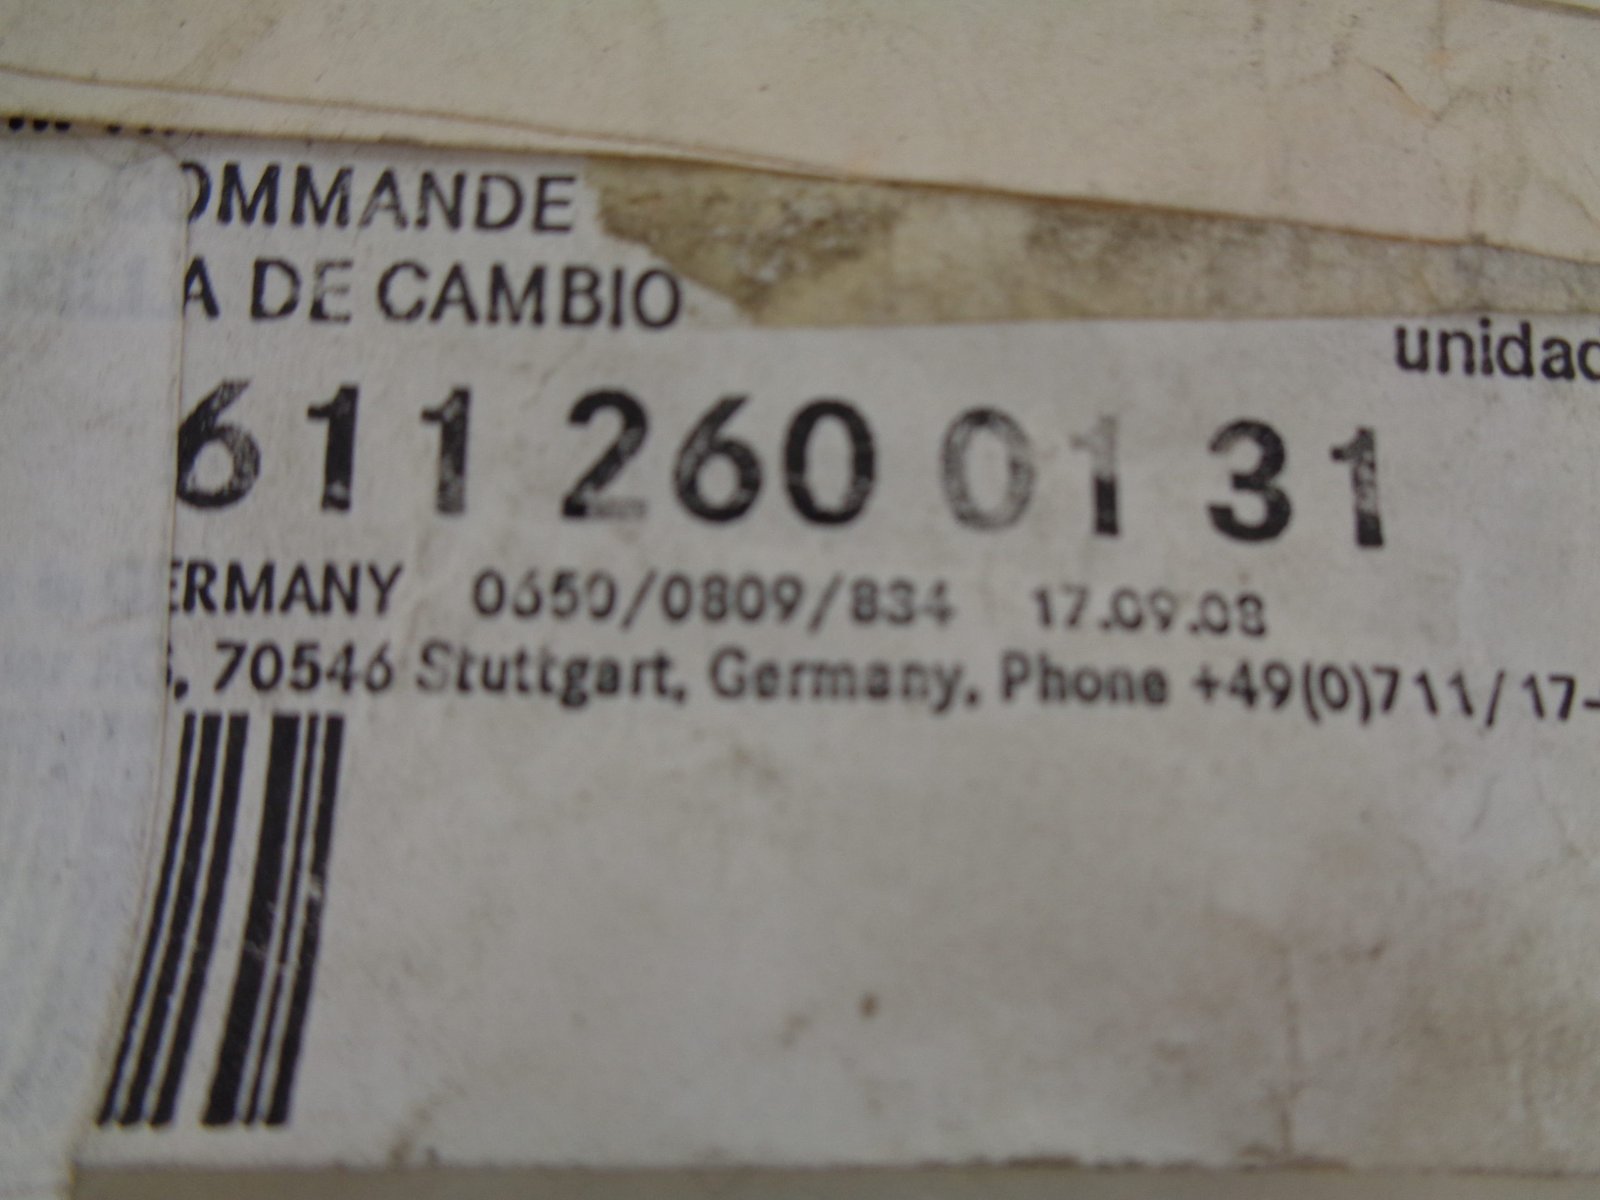 OMMANDE
A DE CAMBIO
unidad
611 260 01 31
ERMANY 0650/0809/834 17.09.08
, 70546 Stuttgart, Germany, Phone +49(0)711/17-